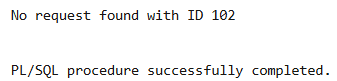 No request found with ID 102
PL/SQL procedure successfully completed.